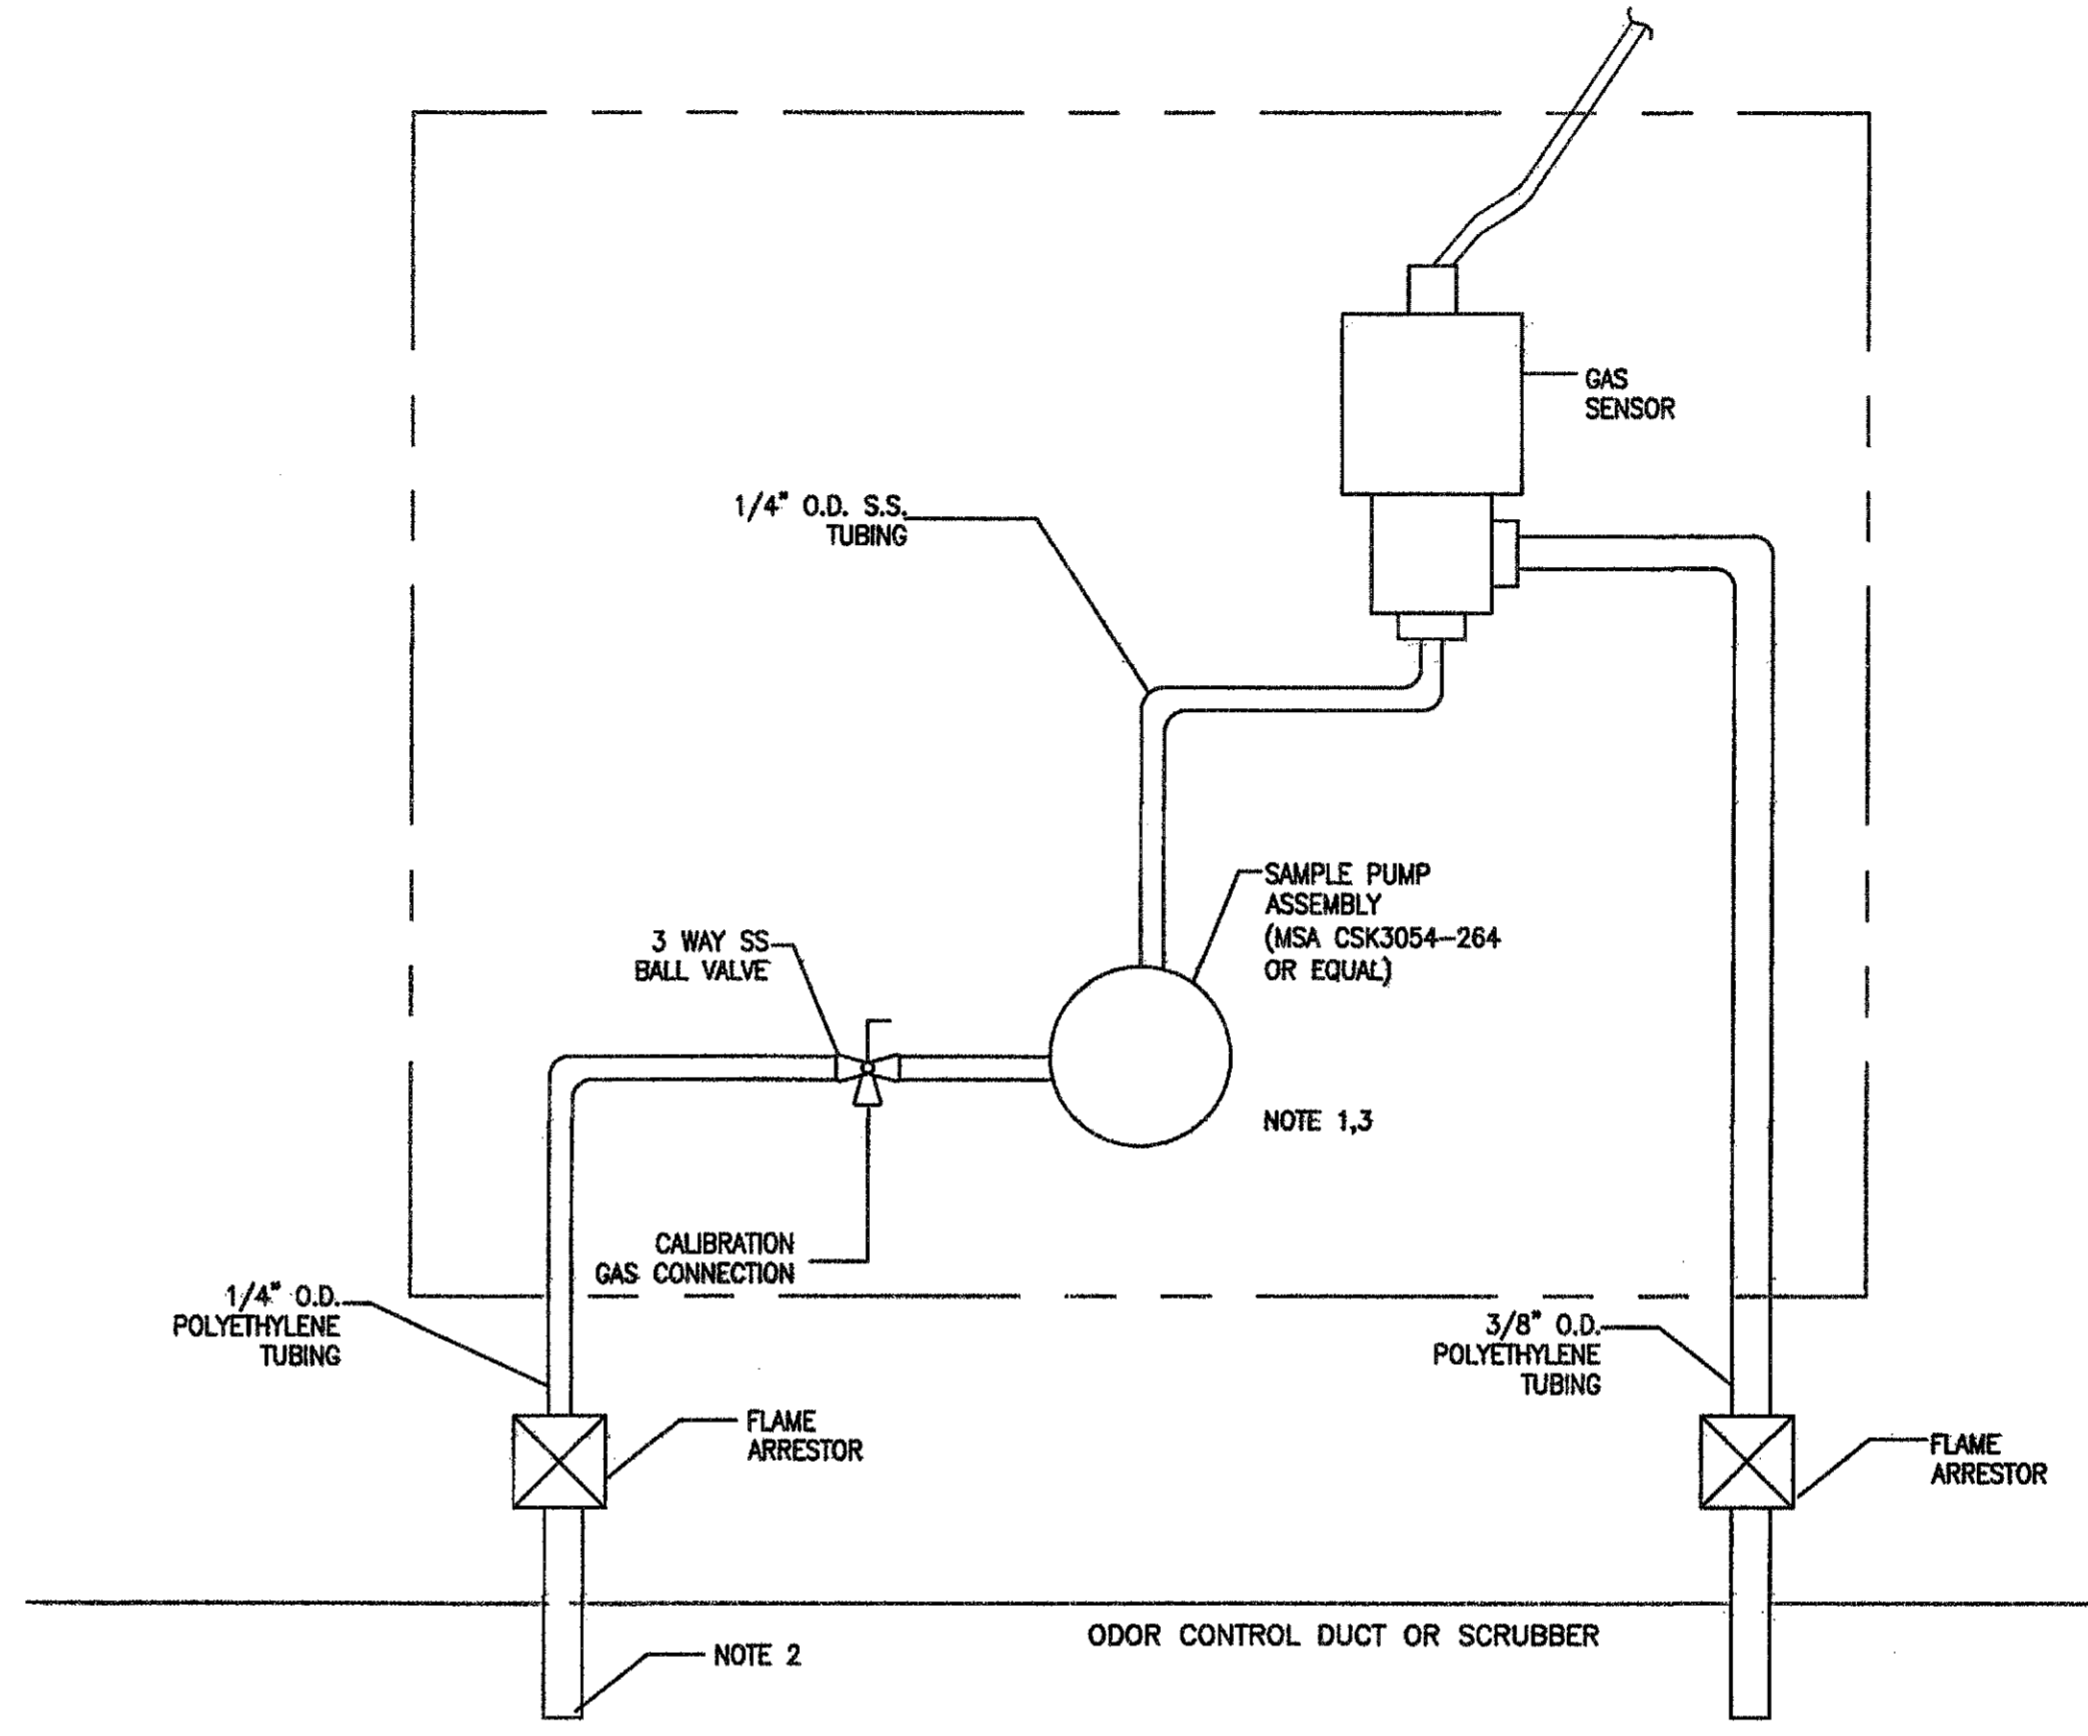 GAS
SENSOR
1/4" O.D. S.S.
TUBING
SAMPLE PUMP
ASSEMBLY
(MSA CSK3054-264
OR EQUAL)
3 WAY SS
BALL VALVE
NOTE 1,3
CALIBRATION
GAS CONNECTION
1/4" O.D.
POLYETHYLENE
TUBING
3/8" O.D.
POLYETHYLENE
TUBING
FLAME
ARRESTOR
FLAME
ARRESTOR
ODOR CONTROL DUCT OR SCRUBBER
NOTE 2